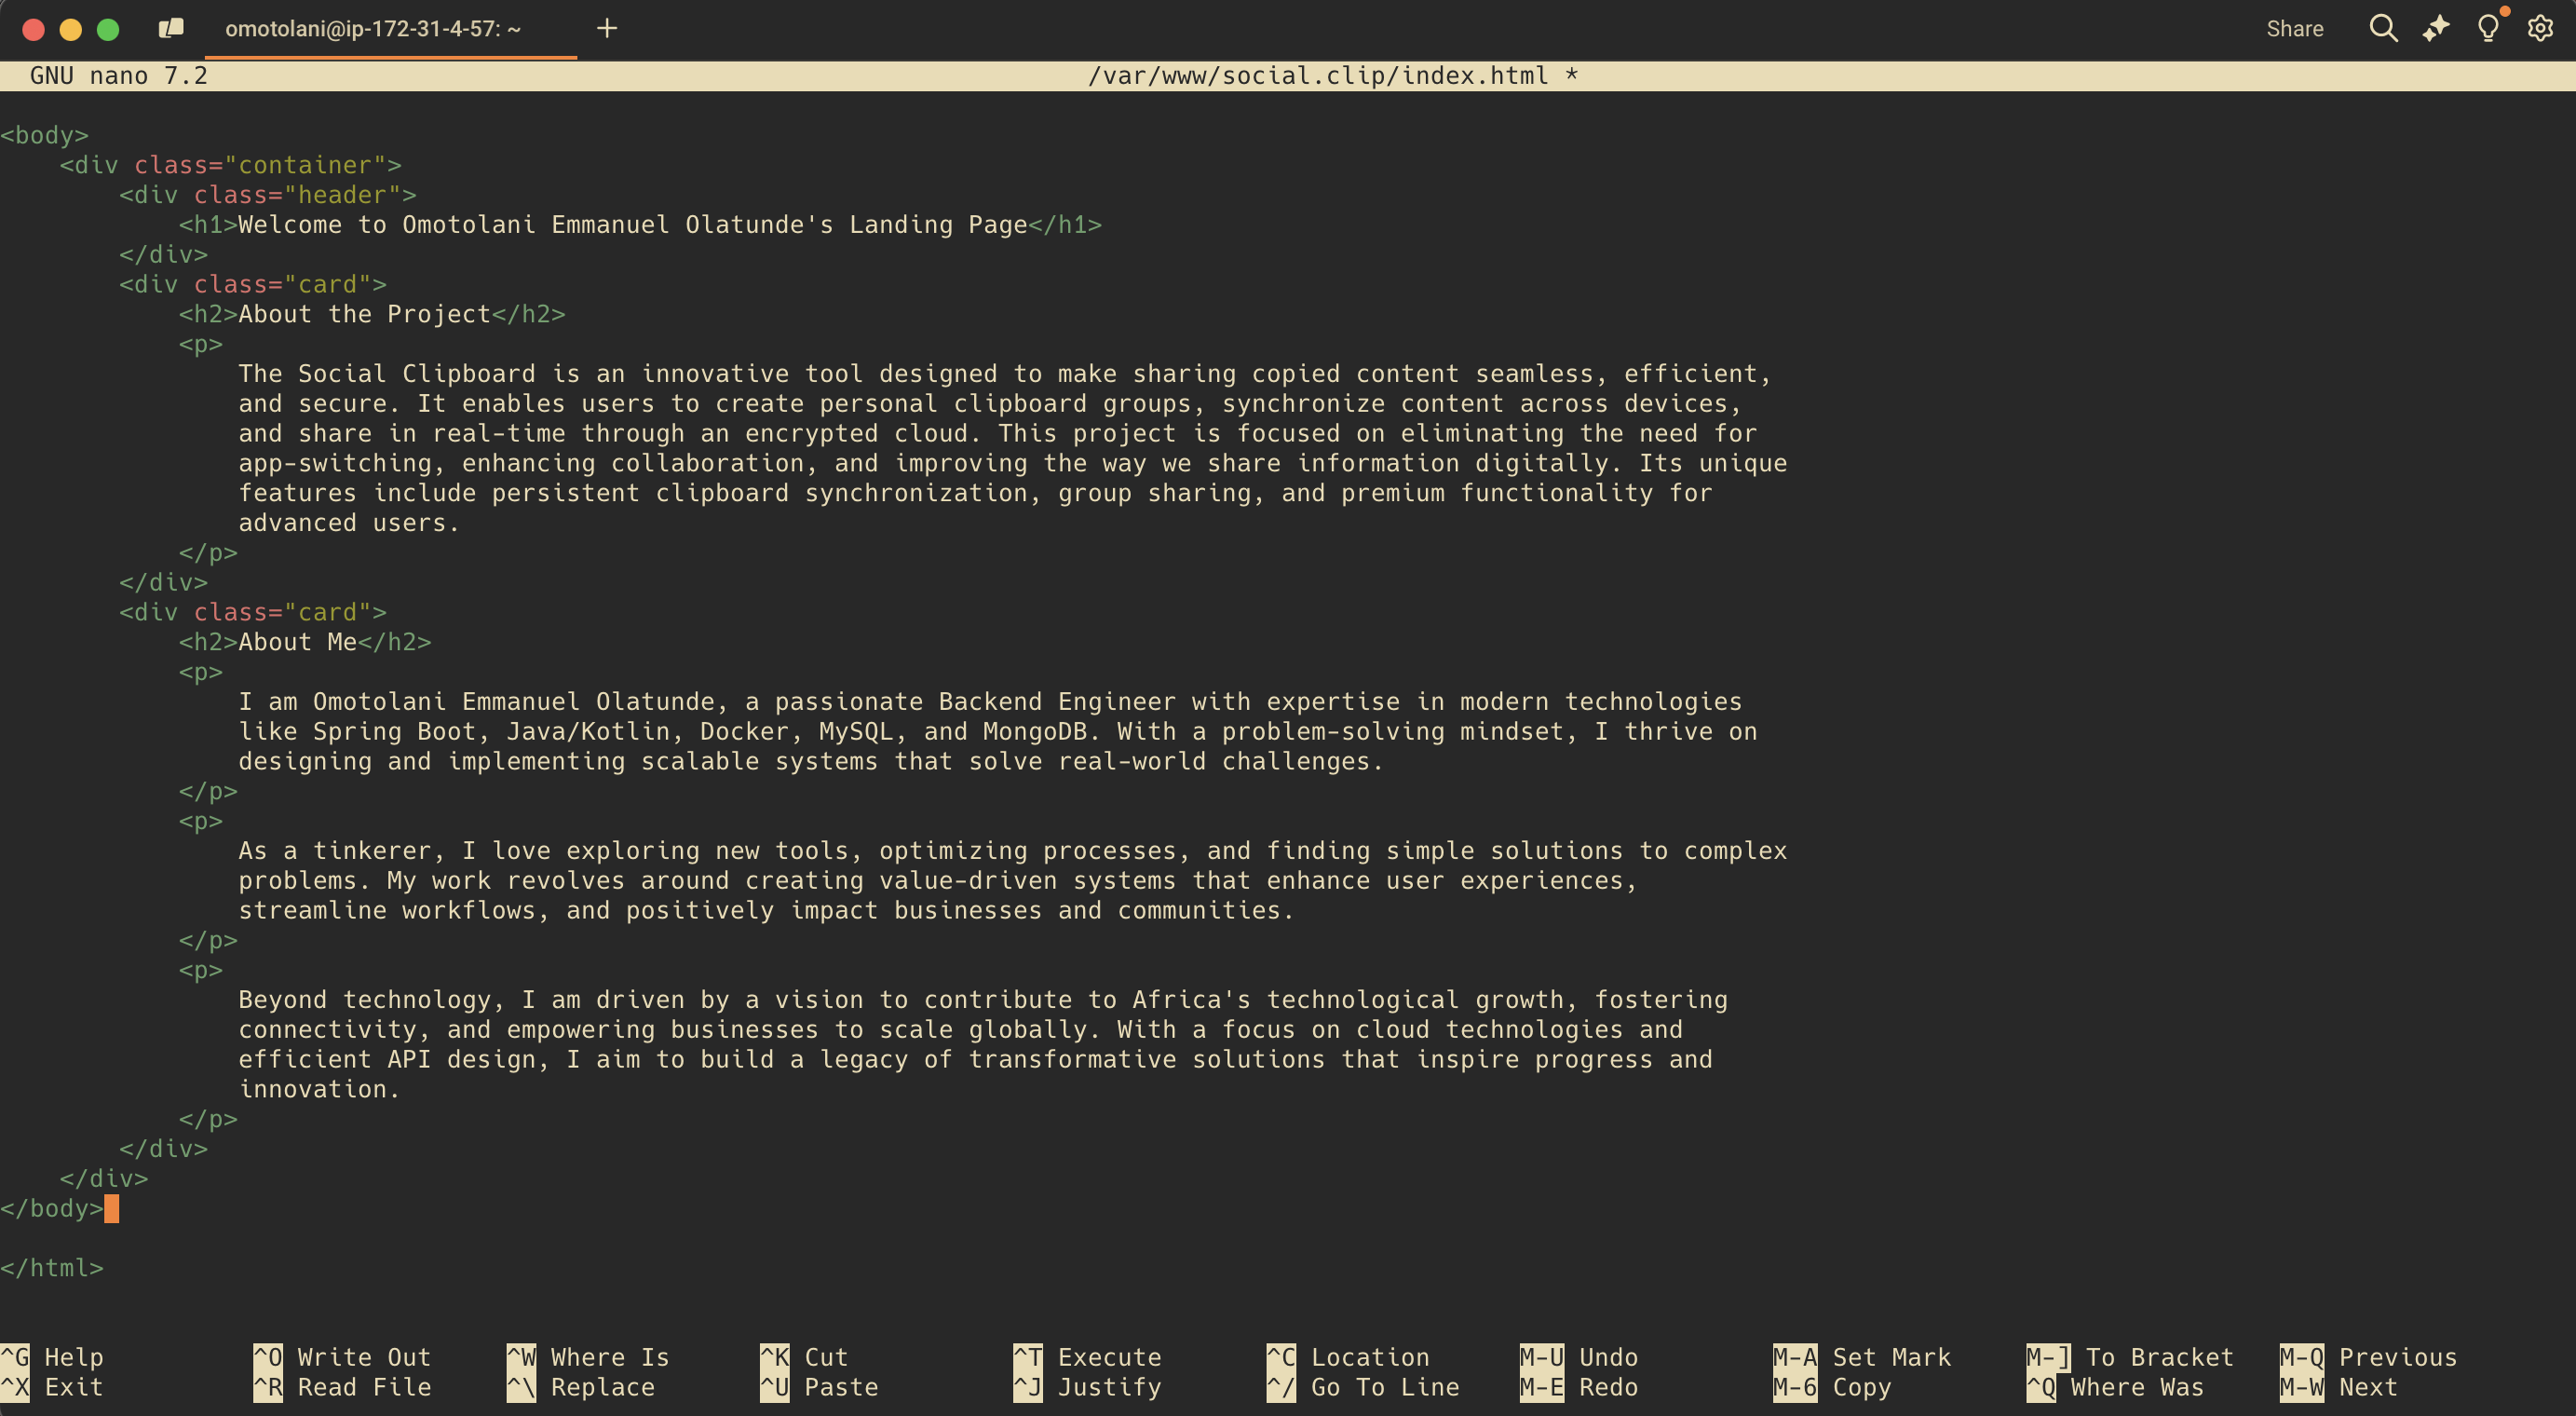 omotolani@ip-172-31-4-57: ~ + Share
GNU nano 7.2 /var/www/social.clip/index.html *
<body>
    <div class="container">
        <div class="header">
            <h1>Welcome to Omotolani Emmanuel Olatunde's Landing Page</h1>
        </div>
        <div class="card">
            <h2>About the Project</h2>
            <p>
                The Social Clipboard is an innovative tool designed to make sharing copied content seamless, efficient,
                and secure. It enables users to create personal clipboard groups, synchronize content across devices,
                and share in real-time through an encrypted cloud. This project is focused on eliminating the need for
                app-switching, enhancing collaboration, and improving the way we share information digitally. Its unique
                features include persistent clipboard synchronization, group sharing, and premium functionality for
                advanced users.
            </p>
        </div>
        <div class="card">
            <h2>About Me</h2>
            <p>
                I am Omotolani Emmanuel Olatunde, a passionate Backend Engineer with expertise in modern technologies
                like Spring Boot, Java/Kotlin, Docker, MySQL, and MongoDB. With a problem-solving mindset, I thrive on
                designing and implementing scalable systems that solve real-world challenges.
            </p>
            <p>
                As a tinkerer, I love exploring new tools, optimizing processes, and finding simple solutions to complex
                problems. My work revolves around creating value-driven systems that enhance user experiences,
                streamline workflows, and positively impact businesses and communities.
            </p>
            <p>
                Beyond technology, I am driven by a vision to contribute to Africa's technological growth, fostering
                connectivity, and empowering businesses to scale globally. With a focus on cloud technologies and
                efficient API design, I aim to build a legacy of transformative solutions that inspire progress and
                innovation.
            </p>
        </div>
    </div>
</body>
</html>
^G Help ^O Write Out ^W Where Is ^K Cut ^T Execute ^C Location M-U Undo M-A Set Mark M-] To Bracket M-Q Previous
^X Exit ^R Read File ^\ Replace ^U Paste ^J Justify ^/ Go To Line M-E Redo M-6 Copy ^Q Where Was M-W Next